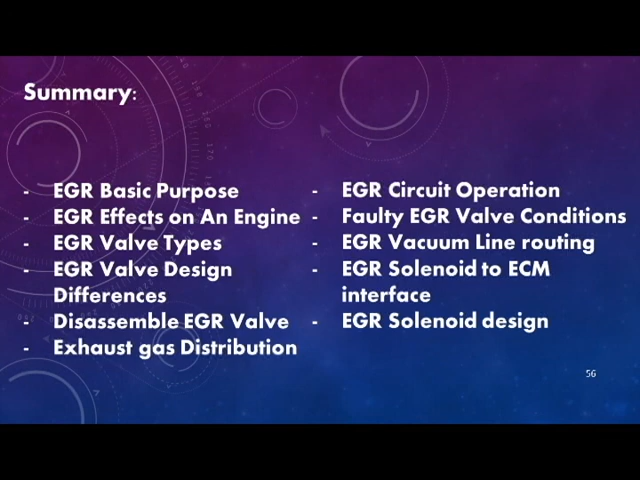 Summary:
- EGR Basic Purpose
- EGR Effects on An Engine
- EGR Valve Types
- EGR Valve Design
Differences
- Disassemble EGR Valve
- Exhaust gas Distribution
- EGR Circuit Operation
- Faulty EGR Valve Conditions
- EGR Vacuum Line routing
- EGR Solenoid to ECM
interface
- EGR Solenoid design
56